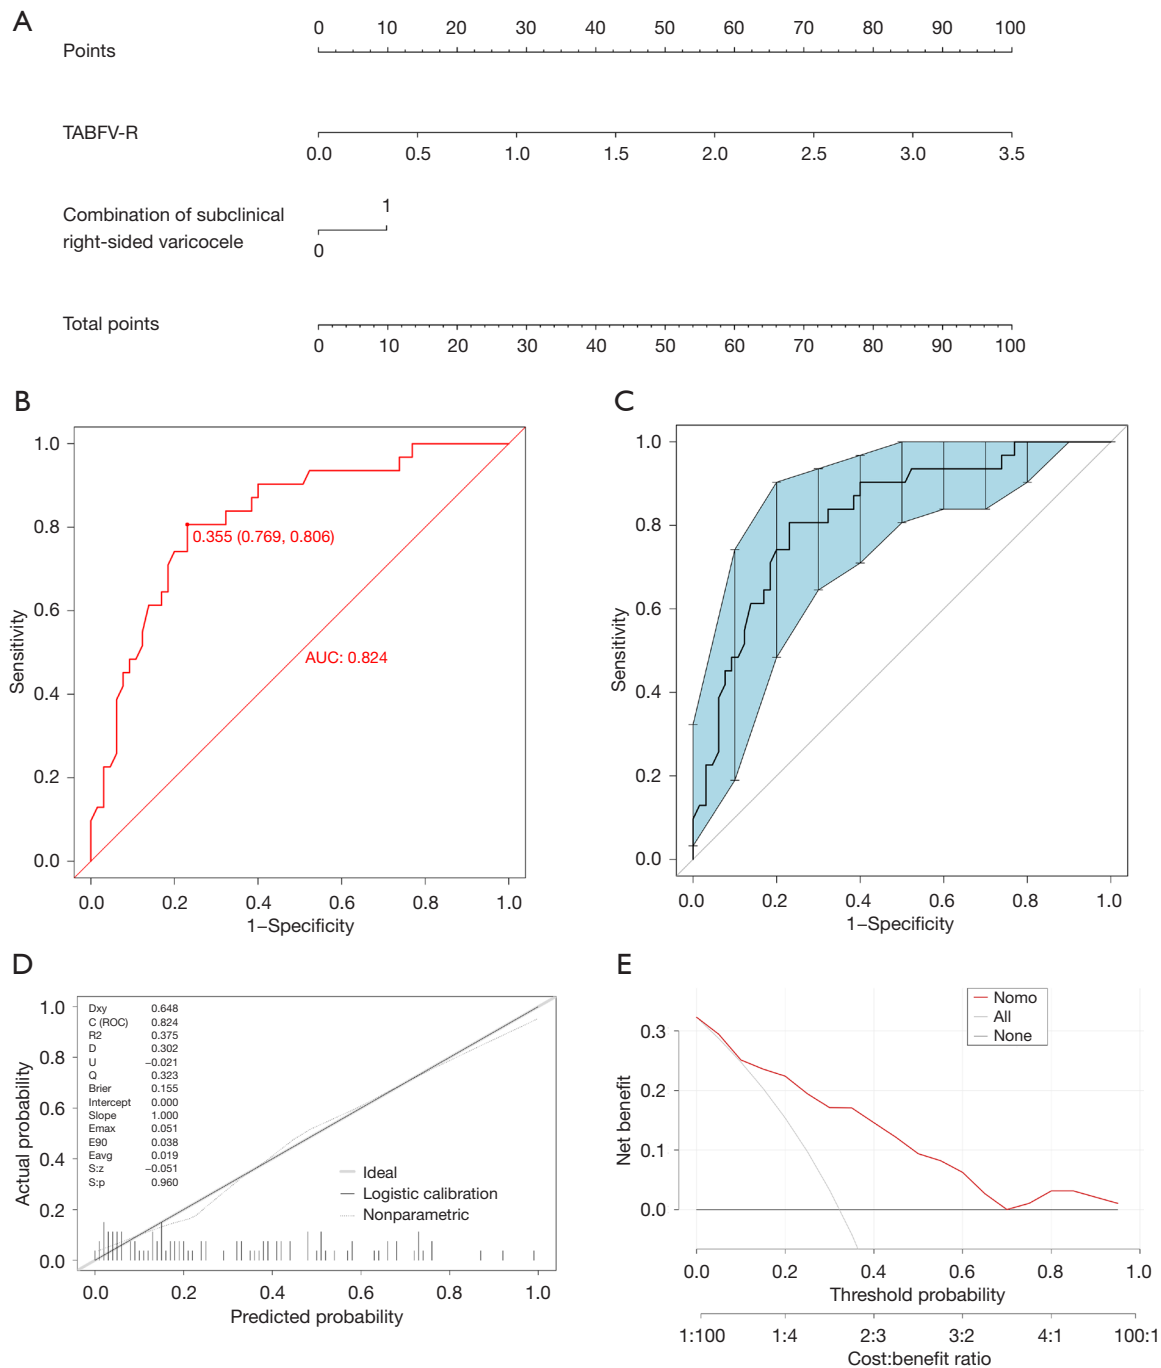 A
0 10 20 30 40 50 60 70 80 90 100
Points
TABFV-R
0.0 0.5 1.0 1.5 2.0 2.5 3.0 3.5
1
Combination of subclinical
right-sided varicocele
0
Total points
0 10 20 30 40 50 60 70 80 90 100
B
1.0
0.8
0.6
0.4
0.2
0.0
Sensitivity
0.355 (0.769, 0.806)
AUC: 0.824
0.0 0.2 0.4 0.6 0.8 1.0
1–Specificity
C
1.0
0.8
0.6
0.4
0.2
0.0
Sensitivity
0.0 0.2 0.4 0.6 0.8 1.0
1–Specificity
D
1.0
0.8
0.6
0.4
0.2
0.0
Actual probability
Dxy 0.648
C (ROC) 0.824
R2 0.375
D 0.302
U –0.021
Q 0.323
Brier 0.155
Intercept 0.000
Slope 1.000
Emax 0.051
E90 0.038
Eavg 0.019
S:z –0.051
S:p 0.960
Ideal
Logistic calibration
Nonparametric
0.0 0.2 0.4 0.6 0.8 1.0
Predicted probability
E
Nomo
All
None
0.3
0.2
0.1
0.0
Net benefit
0.0 0.2 0.4 0.6 0.8 1.0
Threshold probability
1:100 1:4 2:3 3:2 4:1 100:1
Cost:benefit ratio